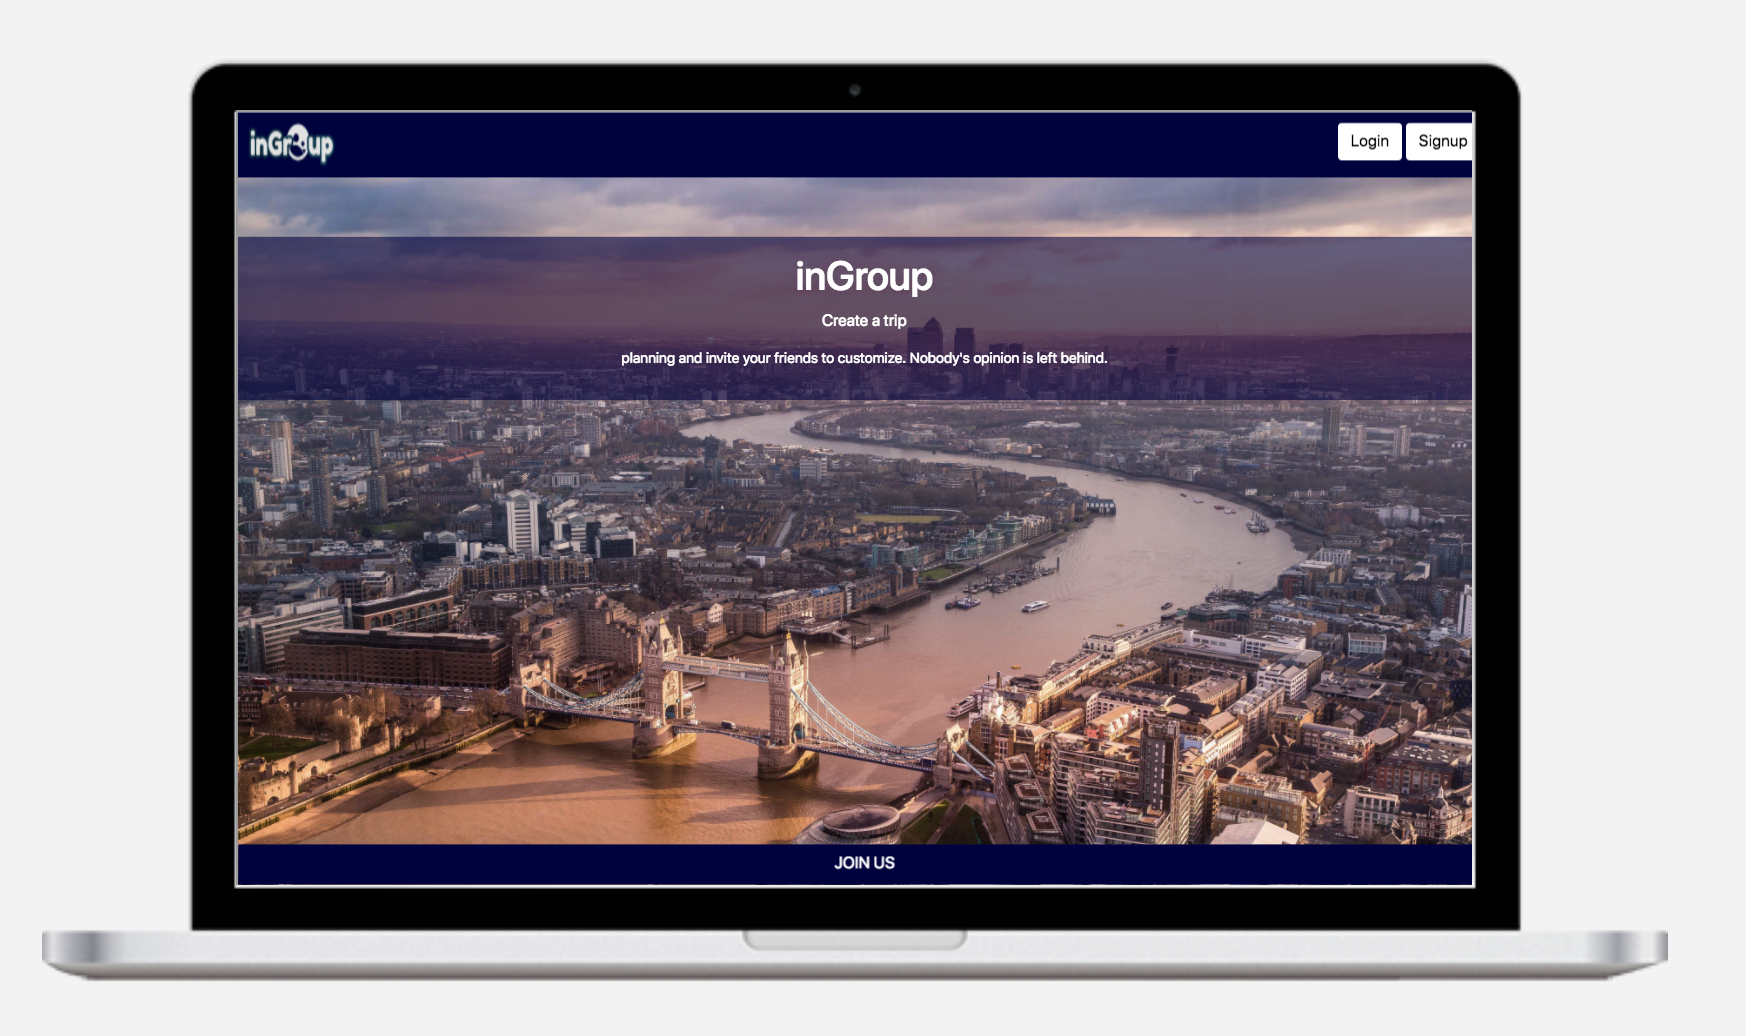 inGroup
Login
Signup
inGroup
Create a trip
planning and invite your friends to customize. Nobody's opinion is left behind.
JOIN US